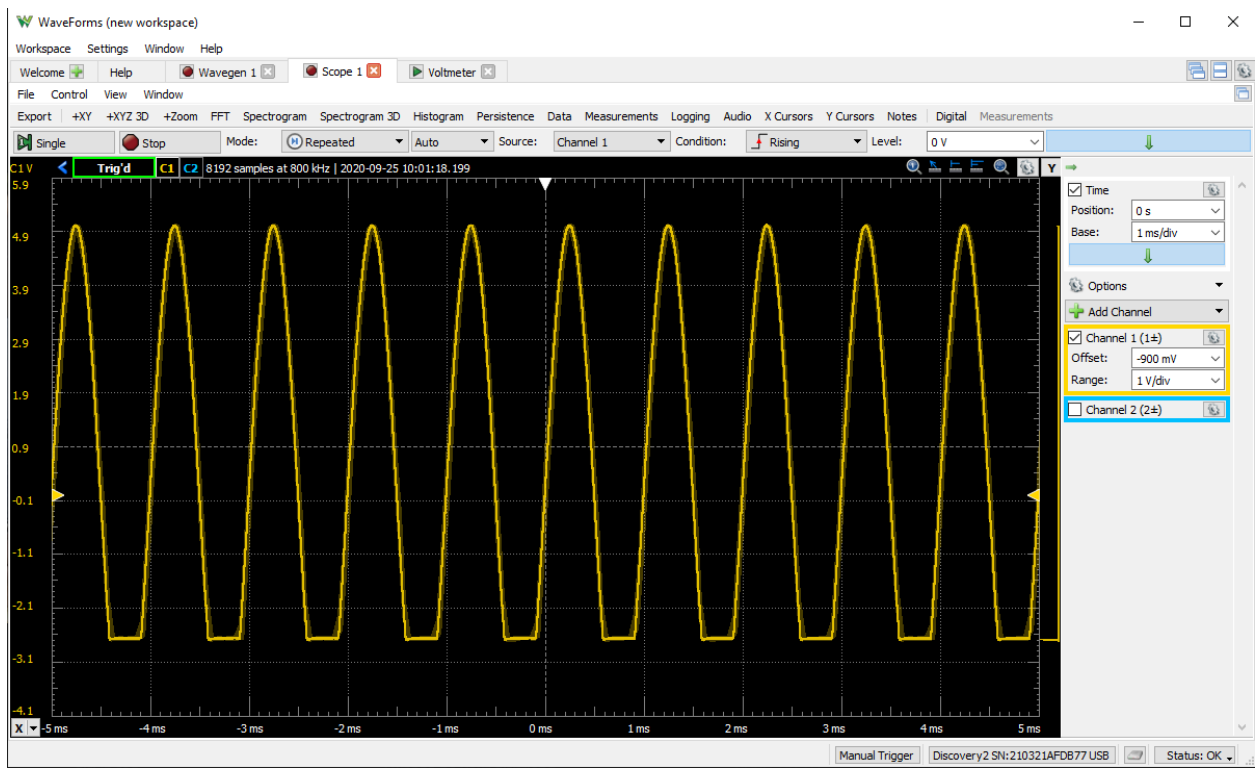 WaveForms (new workspace)
Workspace Settings Window Help
Welcome Help Wavegen 1 Scope 1 Voltmeter
File Control View Window
Export +XY +XYZ 3D +Zoom FFT Spectrogram Spectrogram 3D Histogram Persistence Data Measurements Logging Audio X Cursors Y Cursors Notes Digital Measurements
Single Stop Mode: Repeated Auto Source: Channel 1 Condition: Rising Level: 0 V
C1 V Trig'd C1 C2 8192 samples at 800 kHz | 2020-09-25 10:01:18.199 Y
5.9
4.9
3.9
2.9
1.9
0.9
-0.1
-1.1
-2.1
-3.1
-4.1
X -5 ms -4 ms -3 ms -2 ms -1 ms 0 ms 1 ms 2 ms 3 ms 4 ms 5 ms
Time
Position: 0 s
Base: 1 ms/div
Options
Add Channel
Channel 1 (1±)
Offset: -900 mV
Range: 1 V/div
Channel 2 (2±)
Manual Trigger Discovery2 SN:210321AFDB77 USB Status: OK